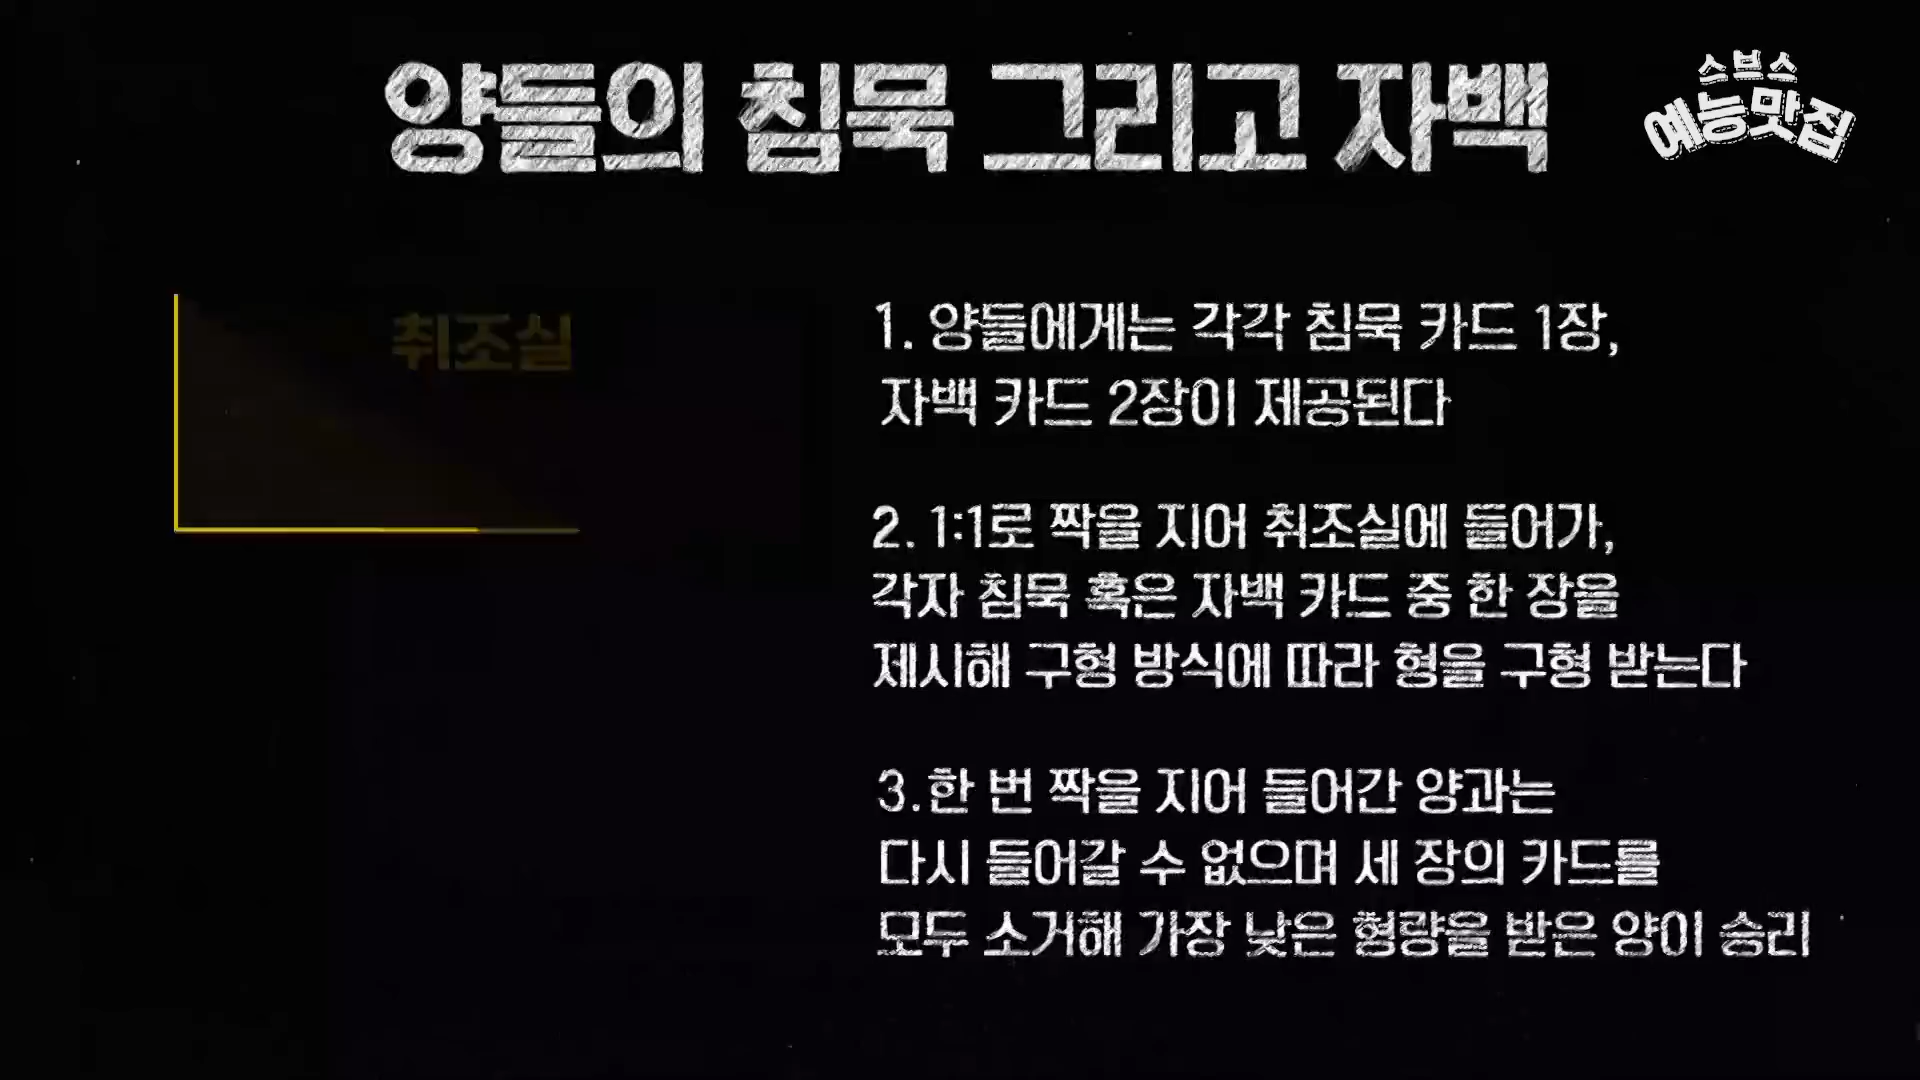 양들의 침묵 그리고 자백
스브스
예능맛집
취조실
1. 양들에게는 각각 침묵 카드 1장,
자백 카드 2장이 제공된다
2. 1:1로 짝을 지어 취조실에 들어가,
각자 침묵 혹은 자백 카드 중 한 장을
제시해 구형 방식에 따라 형을 구형 받는다
3. 한 번 짝을 지어 들어간 양과는
다시 들어갈 수 없으며 세 장의 카드를
모두 소거해 가장 낮은 형량을 받은 양이 승리